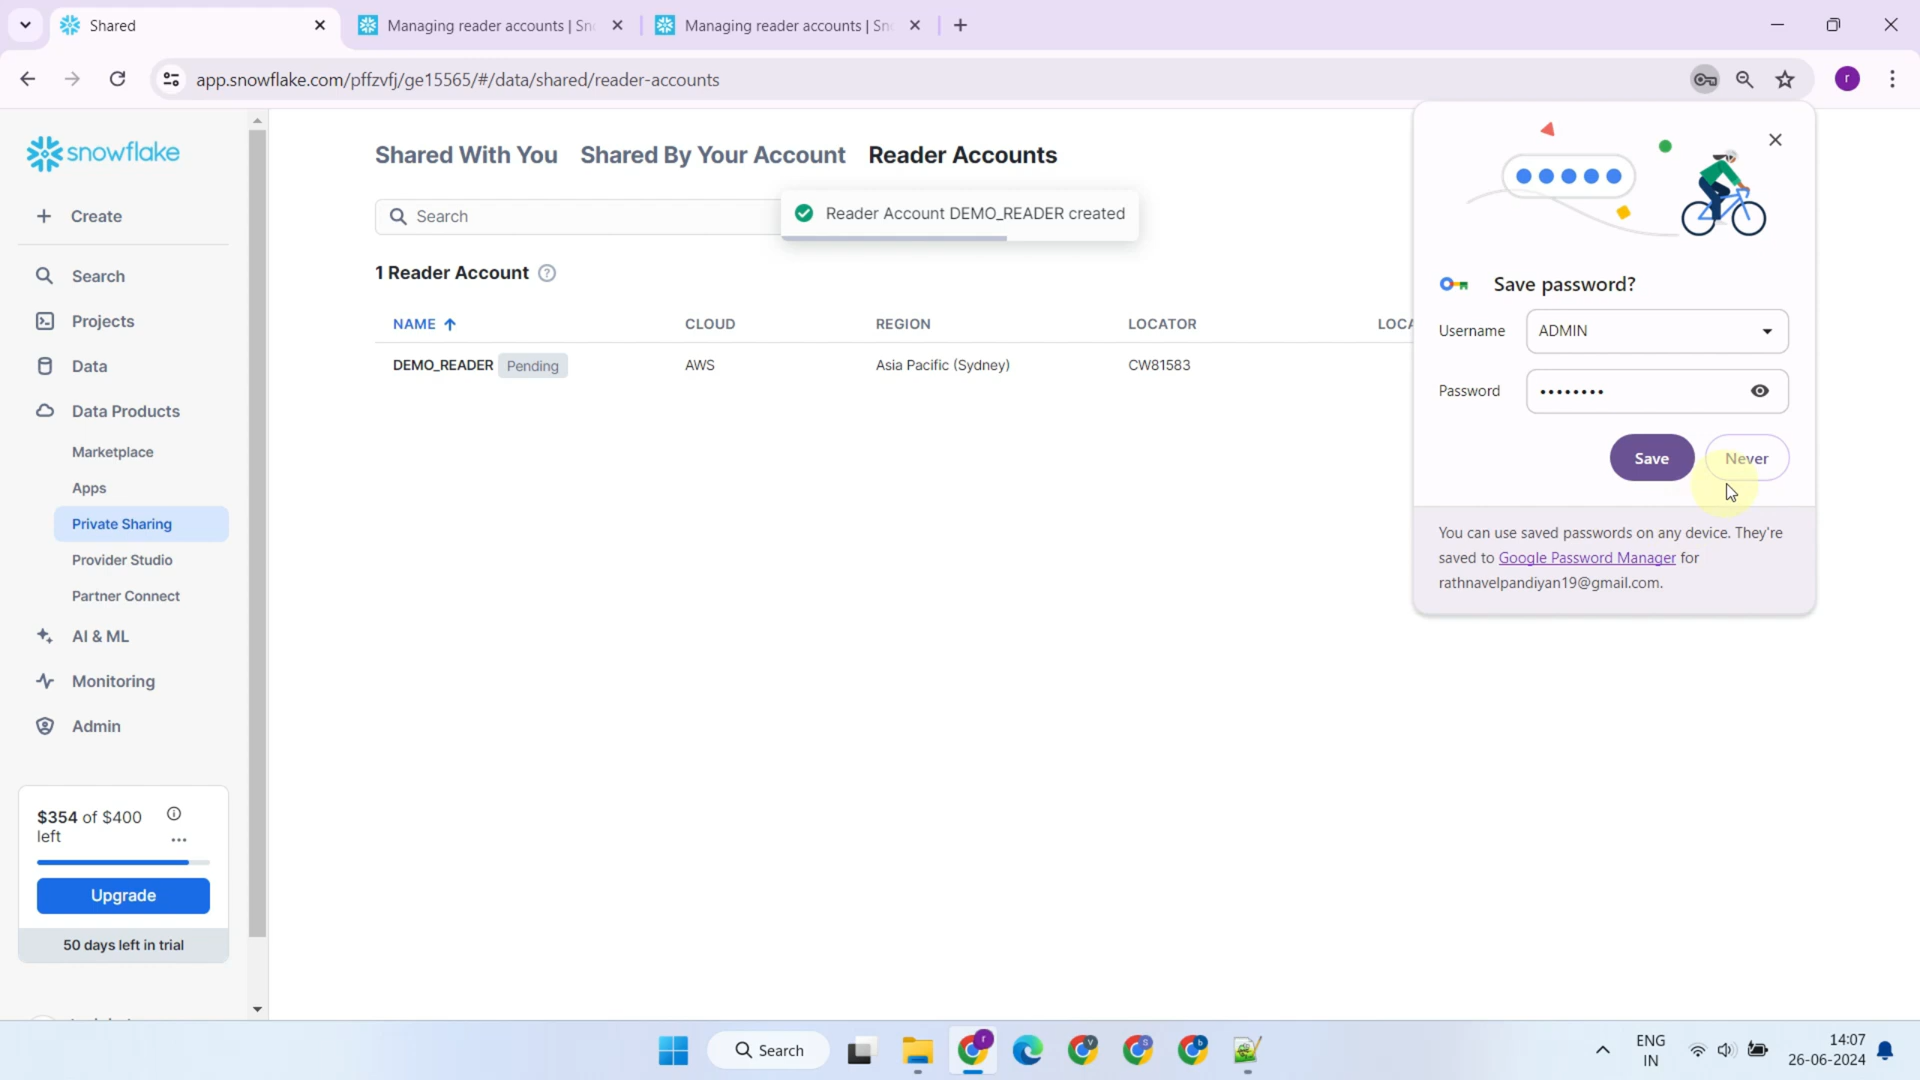 Shared
Managing reader accounts | Sn
Managing reader accounts | Sn
app.snowflake.com/pffzvfj/ge15565/#/data/shared/reader-accounts
r
snowflake
Create
Search
Projects
Data
Data Products
Marketplace
Apps
Private Sharing
Provider Studio
Partner Connect
AI & ML
Monitoring
Admin
$354 of $400
left
Upgrade
50 days left in trial
Shared With You
Shared By Your Account
Reader Accounts
Search
Reader Account DEMO_READER created
1 Reader Account
NAME
CLOUD
REGION
LOCATOR
LOCA
DEMO_READER
Pending
AWS
Asia Pacific (Sydney)
CW81583
Save password?
Username
ADMIN
Password
Save
Never
You can use saved passwords on any device. They're
saved to Google Password Manager for
rathnavelpandiyan19@gmail.com.
Search
ENG
IN
14:07
26-06-2024